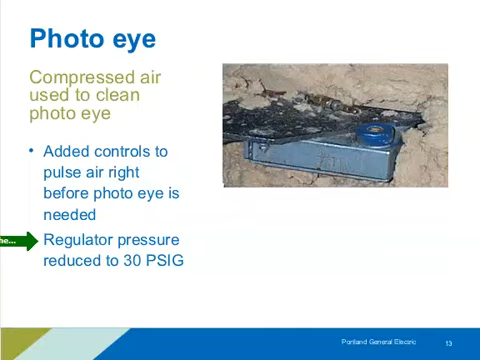 Photo eye
Compressed air
used to clean
photo eye
• Added controls to
pulse air right
before photo eye is
needed
he...
Regulator pressure
reduced to 30 PSIG
Portland General Electric
13